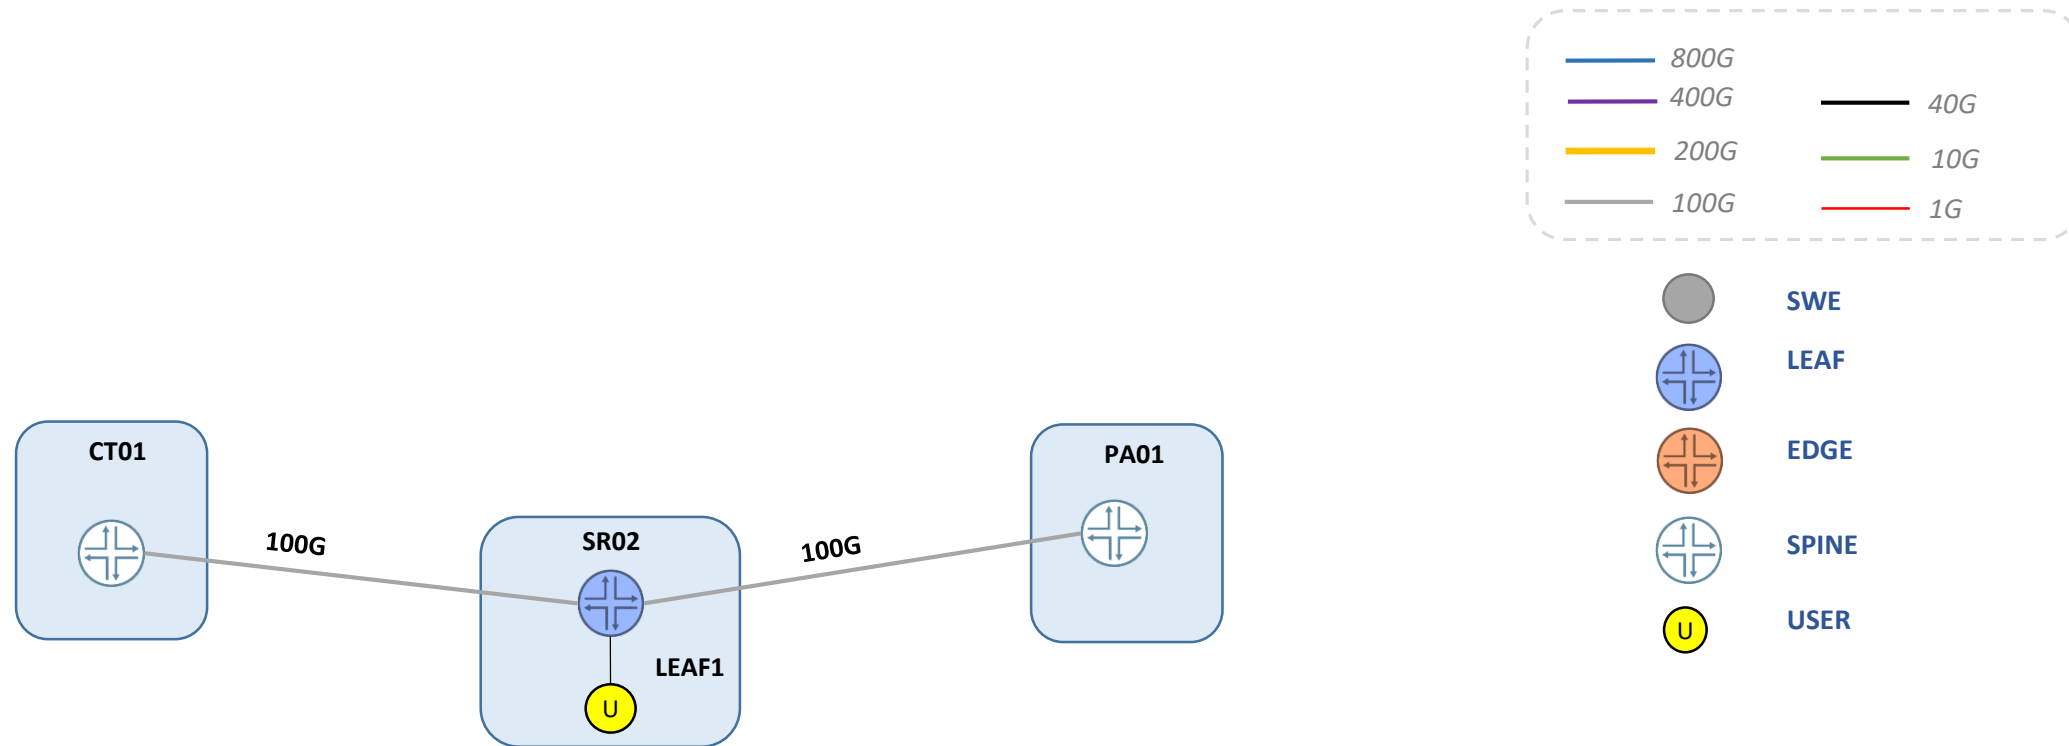 800G
400G
40G
200G
10G
100G
1G
SWE
LEAF
EDGE
SPINE
U
USER
CT01
100G
SR02
LEAF1
U
100G
PA01